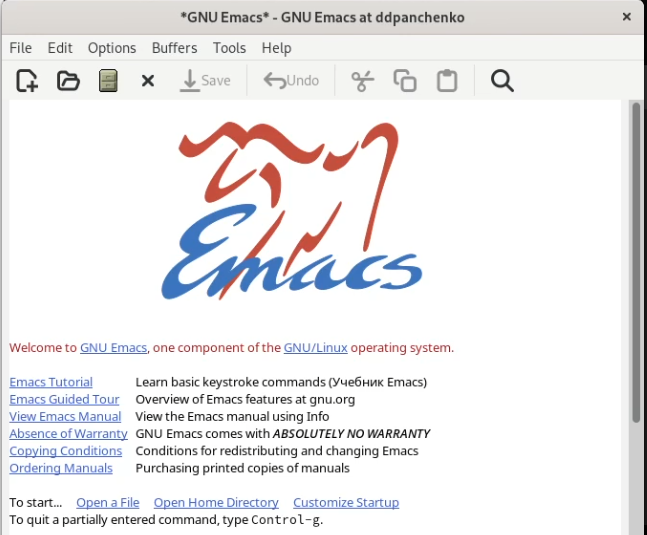 *GNU Emacs* - GNU Emacs at ddpanchenko
File Edit Options Buffers Tools Help
Save Undo
Emacs
Welcome to GNU Emacs, one component of the GNU/Linux operating system.
Emacs Tutorial Learn basic keystroke commands (Учебник Emacs)
Emacs Guided Tour Overview of Emacs features at gnu.org
View Emacs Manual View the Emacs manual using Info
Absence of Warranty GNU Emacs comes with ABSOLUTELY NO WARRANTY
Copying Conditions Conditions for redistributing and changing Emacs
Ordering Manuals Purchasing printed copies of manuals
To start... Open a File Open Home Directory Customize Startup
To quit a partially entered command, type Control-g.